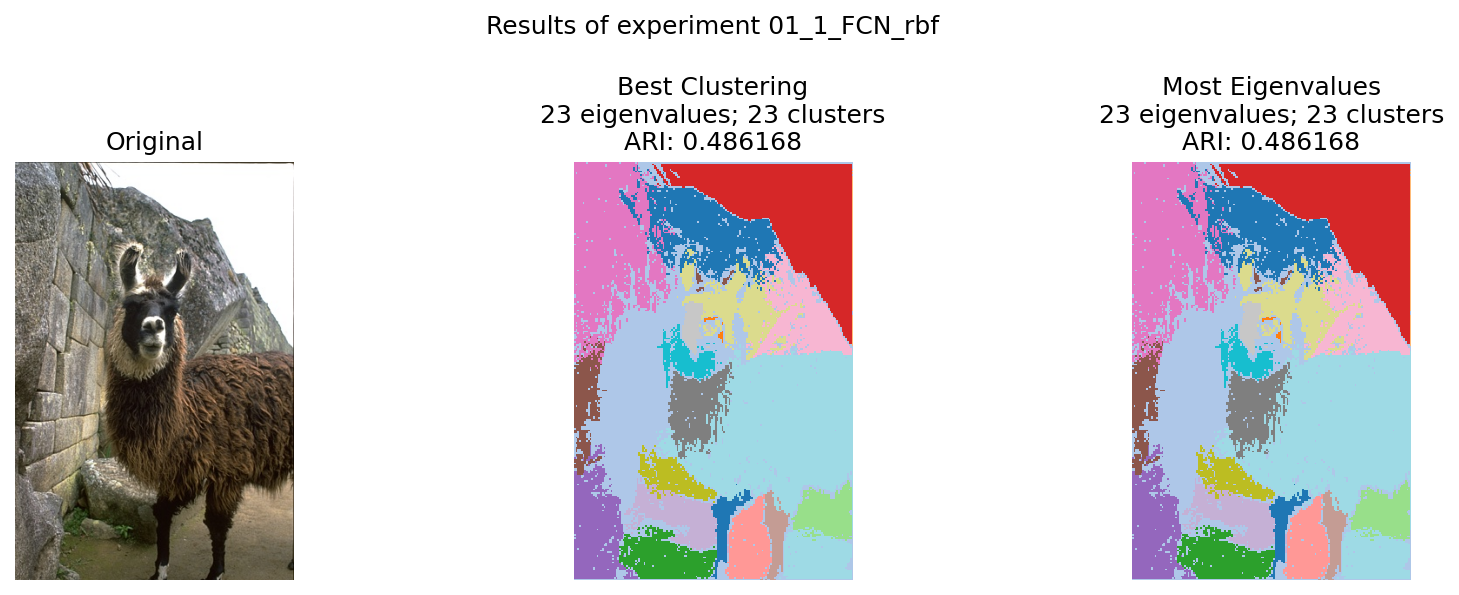 Results of experiment 01_1_FCN_rbf
Original
Best Clustering
23 eigenvalues; 23 clusters
ARI: 0.486168
Most Eigenvalues
23 eigenvalues; 23 clusters
ARI: 0.486168